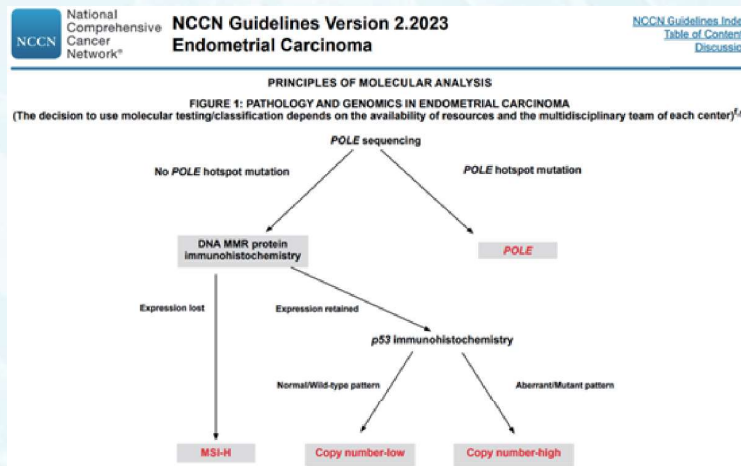 National
Comprehensive
Cancer
Network®
NCCN
NCCN Guidelines Version 2.2023
Endometrial Carcinoma
NCCN Guidelines Inde
Table of Content
Discussio
PRINCIPLES OF MOLECULAR ANALYSIS
FIGURE 1: PATHOLOGY AND GENOMICS IN ENDOMETRIAL CARCINOMA
(The decision to use molecular testing/classification depends on the availability of resources and the multidisciplinary team of each center)
POLE sequencing
No POLE hotspot mutation
POLE hotspot mutation
DNA MMR protein
immunohistochemistry
POLE
Expression lost
Expression retained
p53 immunohistochemistry
Normal/Wild-type pattern
Aberrant/Mutant pattern
MSI-H
Copy number-low
Copy number-high